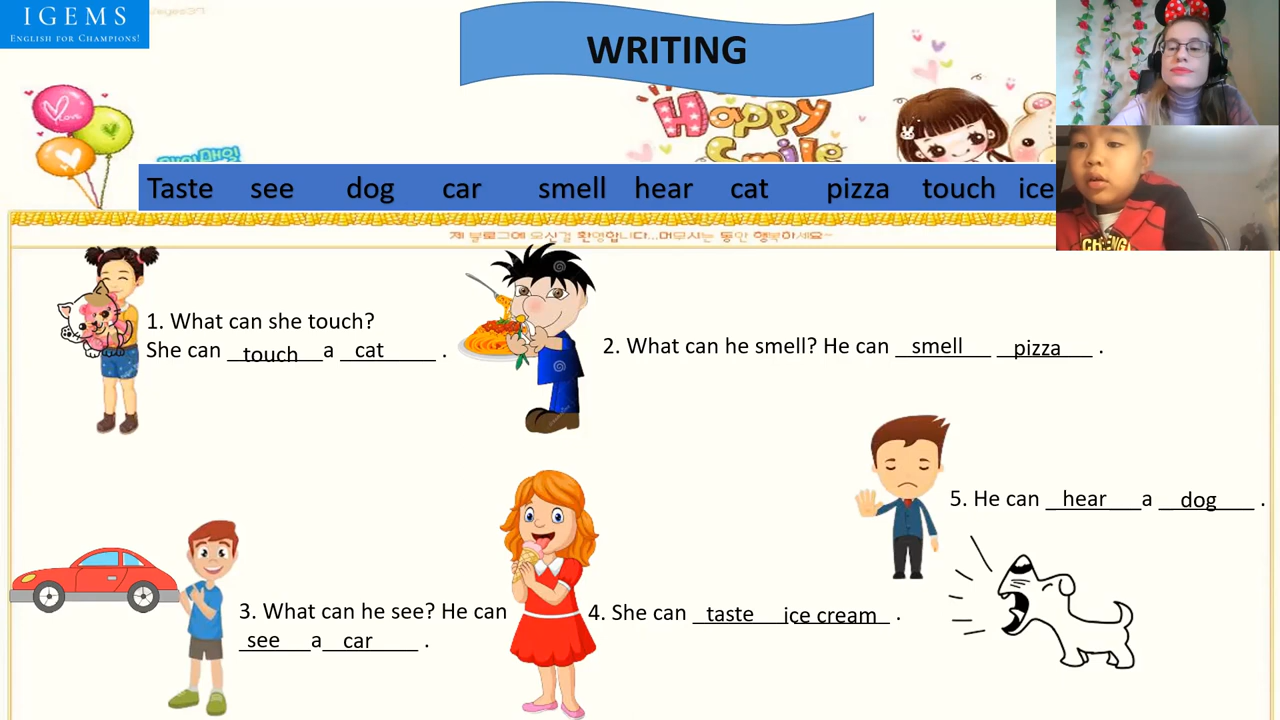 IGEMS
ENGLISH FOR CHAMPIONS!
WRITING
Happy
Smile
Taste see dog car smell hear cat pizza touch ice
1. What can she touch?
She can touch a cat .
2. What can he smell? He can smell pizza .
5. He can hear a dog .
3. What can he see? He can
see a car .
4. She can taste ice cream .
CHENG